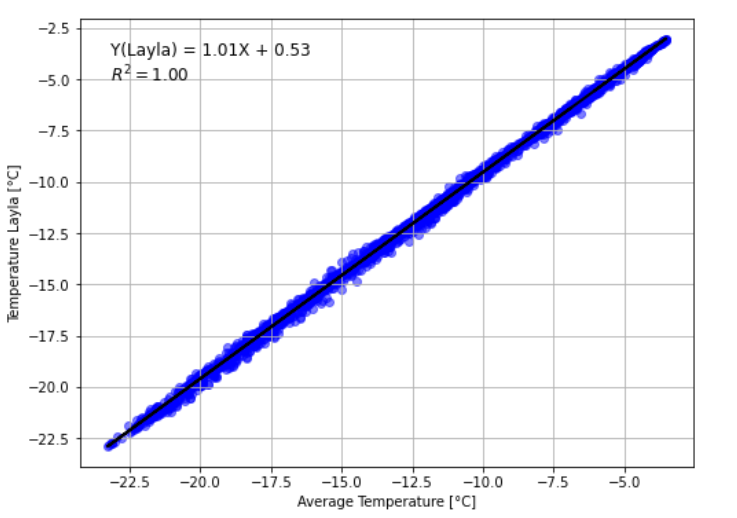 Y(Layla) = 1.01X + 0.53
R² = 1.00
Temperature Layla [°C]
−2.5
−5.0
−7.5
−10.0
−12.5
−15.0
−17.5
−20.0
−22.5
−22.5 −20.0 −17.5 −15.0 −12.5 −10.0 −7.5 −5.0
Average Temperature [°C]